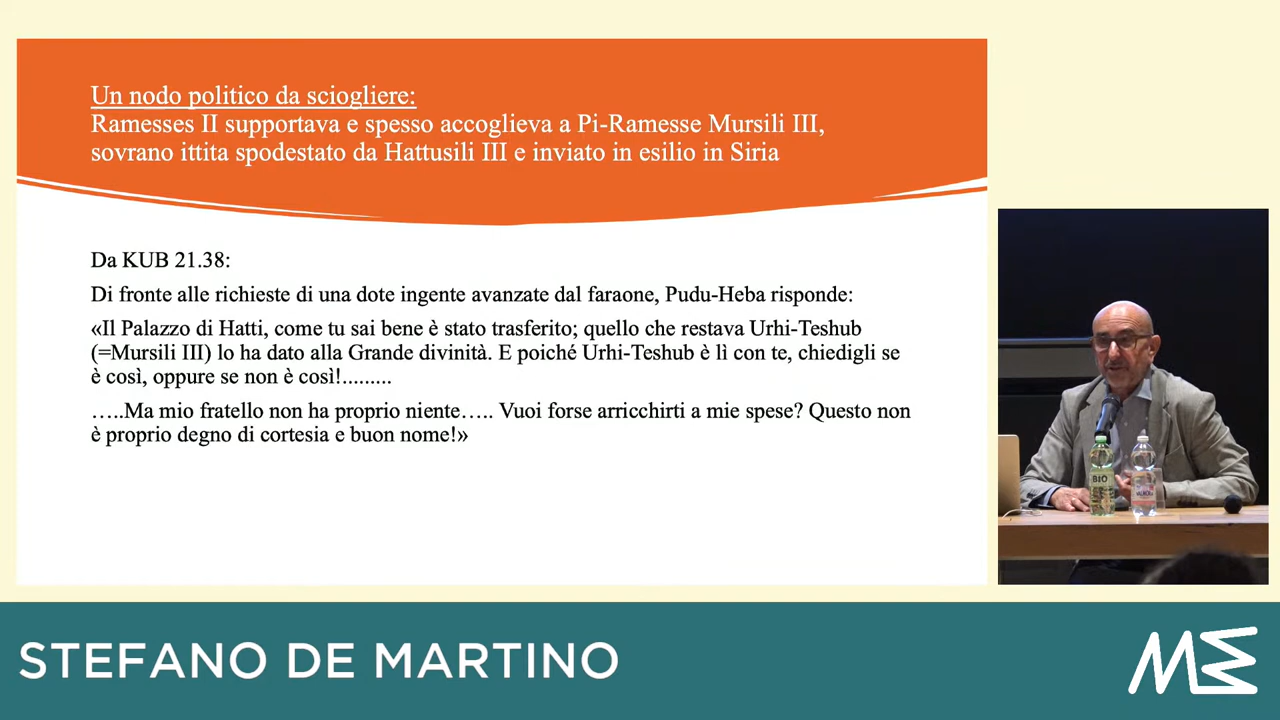 Un nodo politico da sciogliere:
Ramesses II supportava e spesso accoglieva a Pi-Ramesse Mursili III,
sovrano ittita spodestato da Hattusili III e inviato in esilio in Siria
Da KUB 21.38:
Di fronte alle richieste di una dote ingente avanzate dal faraone, Pudu-Heba risponde:
«Il Palazzo di Hatti, come tu sai bene è stato trasferito; quello che restava Urhi-Teshub
(=Mursili III) lo ha dato alla Grande divinità. E poiché Urhi-Teshub è lì con te, chiedigli se
è così, oppure se non è così!.........
…..Ma mio fratello non ha proprio niente….. Vuoi forse arricchirti a mie spese? Questo non
è proprio degno di cortesia e buon nome!»
BIO
STEFANO DE MARTINO
ME